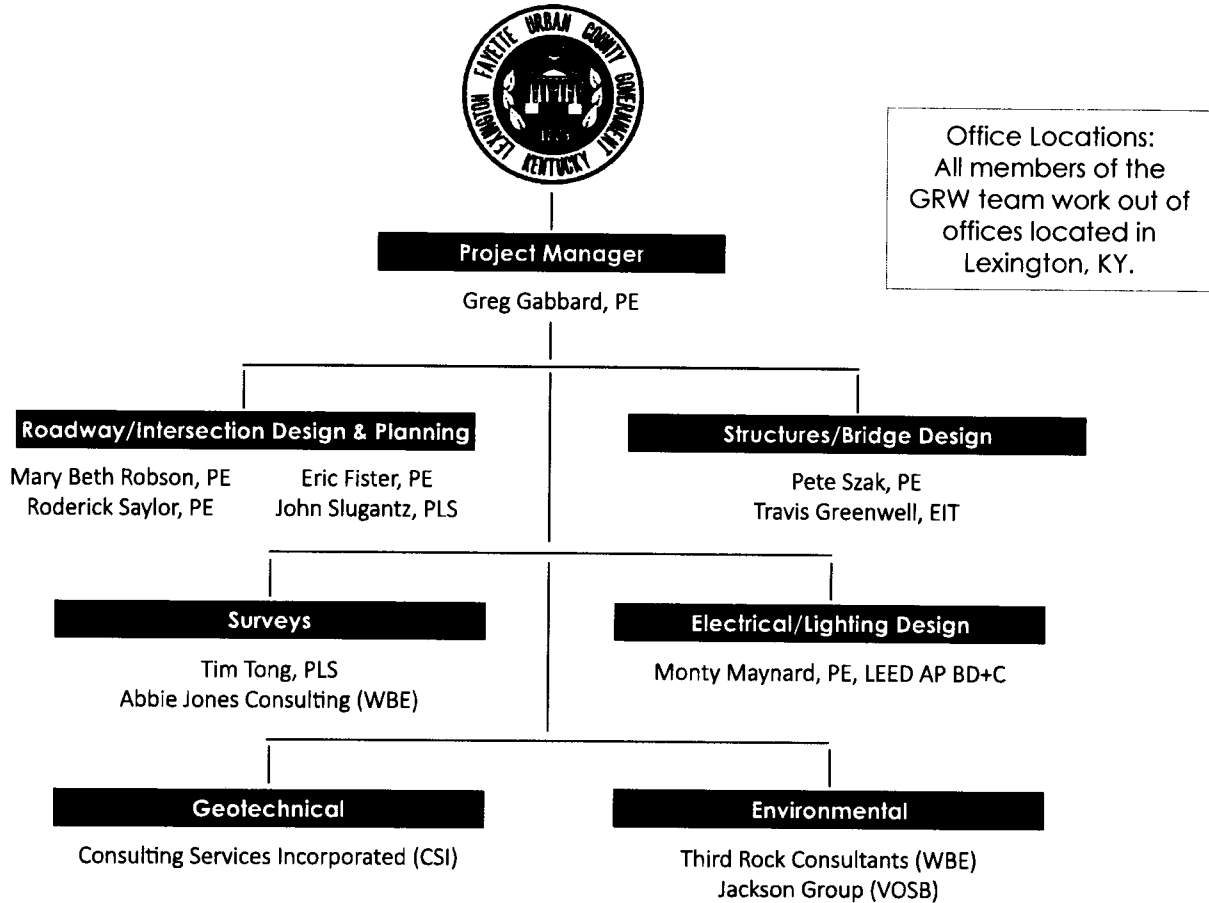 LEXINGTON FAYETTE URBAN COUNTY GOVERNMENT
KENTUCKY
Office Locations:
All members of the
GRW team work out of
offices located in
Lexington, KY.
Project Manager
Greg Gabbard, PE
Roadway/Intersection Design & Planning
Mary Beth Robson, PE
Roderick Saylor, PE
Eric Fister, PE
John Slugantz, PLS
Structures/Bridge Design
Pete Szak, PE
Travis Greenwell, EIT
Surveys
Tim Tong, PLS
Abbie Jones Consulting (WBE)
Electrical/Lighting Design
Monty Maynard, PE, LEED AP BD+C
Geotechnical
Consulting Services Incorporated (CSI)
Environmental
Third Rock Consultants (WBE)
Jackson Group (VOSB)